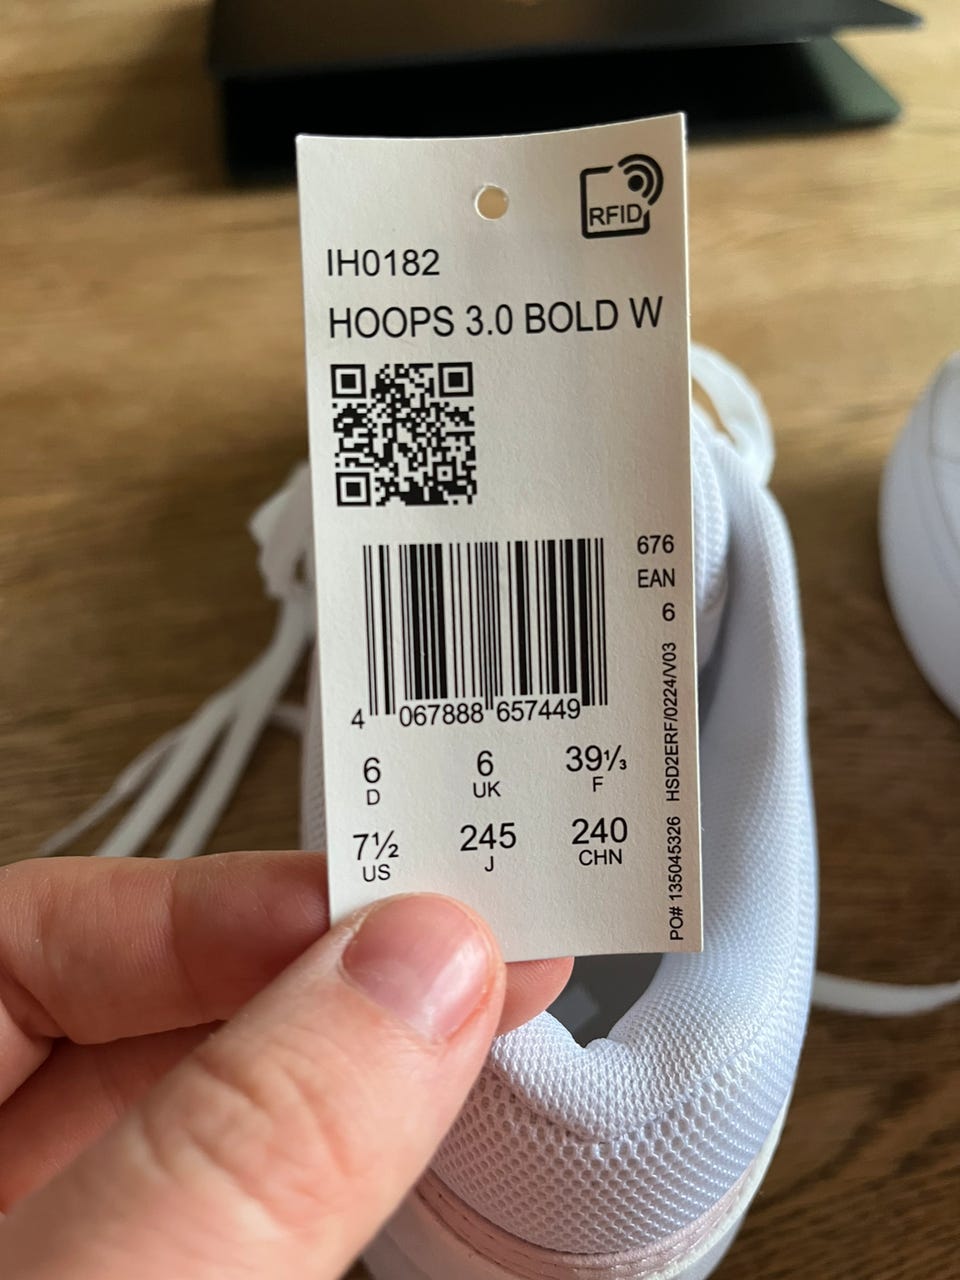 RFID
IH0182
HOOPS 3.0 BOLD W
676
EAN
6
4 067888 657449
6 6 39⅓
D UK F
7½ 245 240
US J CHN
PO# 135045326 HSD2ERF/0224/V03